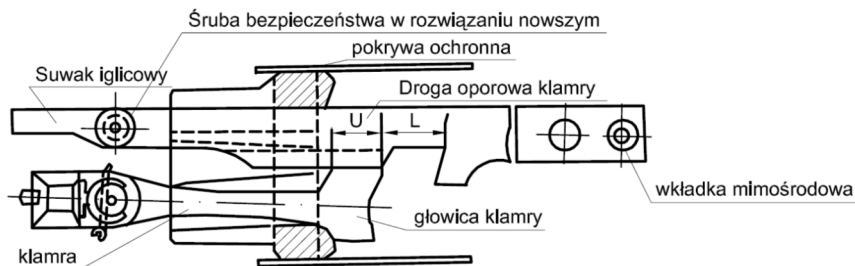 Śruba bezpieczeństwa w rozwiązaniu nowszym
pokrywa ochronna
Suwak iglicowy
Droga oporowa klamry
U L
wkładka mimośrodowa
głowica klamry
klamra